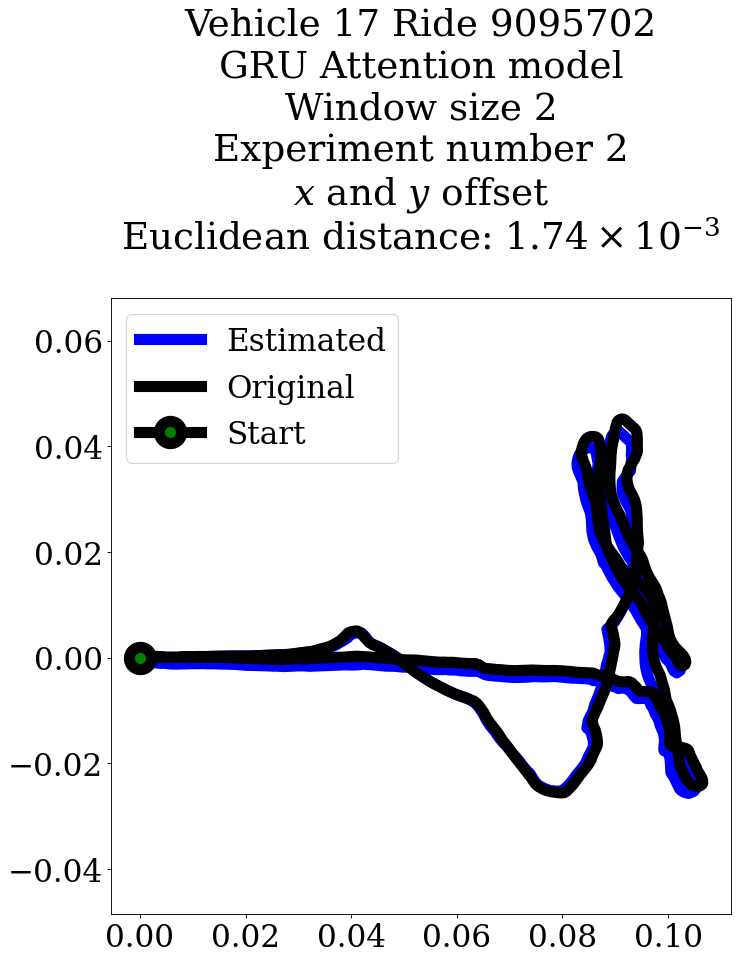 Vehicle 17 Ride 9095702
GRU Attention model
Window size 2
Experiment number 2
x and y offset
Euclidean distance: 1.74 × 10⁻³
Estimated
Original
Start
0.06
0.04
0.02
0.00
−0.02
−0.04
0.00 0.02 0.04 0.06 0.08 0.10